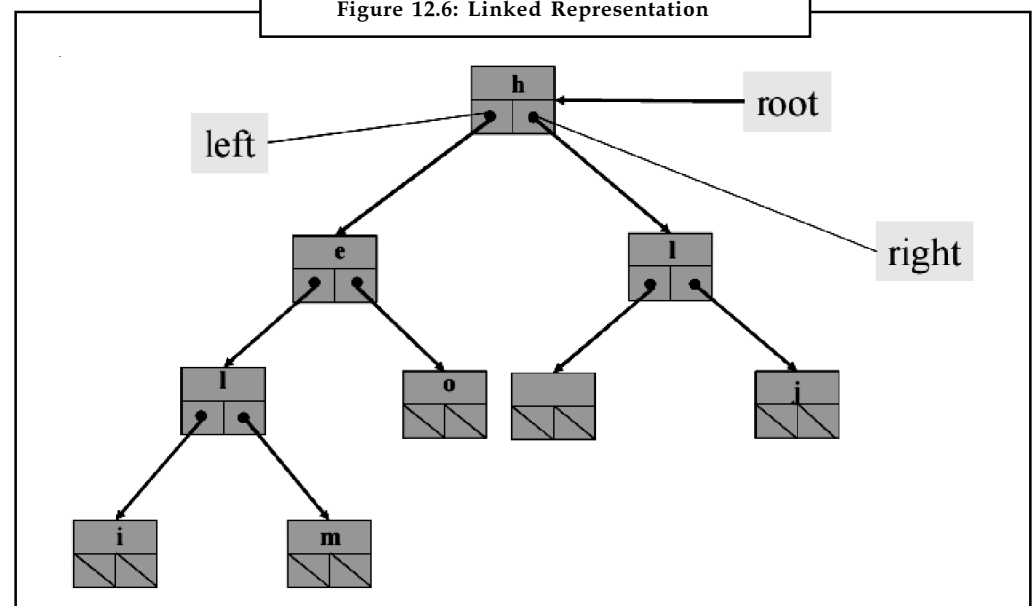 Figure 12.6: Linked Representation
h
root
left
right
e
l
l
o
j
i
m